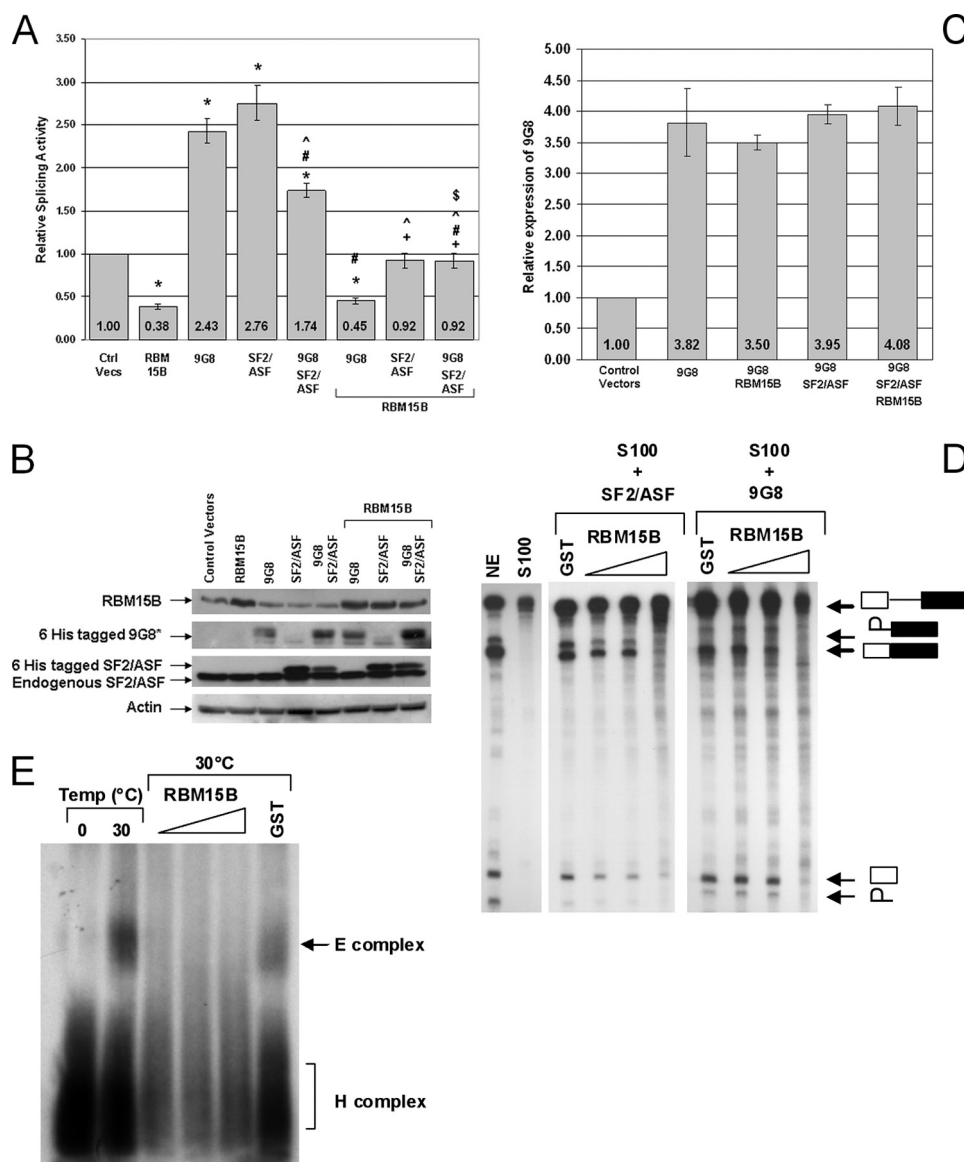 A
3.50
3.00
2.50
2.00
1.50
1.00
0.50
0.00
Relative Splicing Activity
*
*
*
^
#
*
#
*
^
+
$
^
#
+
1.00
0.38
2.43
2.76
1.74
0.45
0.92
0.92
Ctrl Vecs
RBM 15B
9G8
SF2/ ASF
9G8 SF2/ ASF
9G8
SF2/ ASF
9G8 SF2/ ASF
RBM15B
C
5.00
4.50
4.00
3.50
3.00
2.50
2.00
1.50
1.00
0.50
0.00
Relative expression of 9G8
1.00
3.82
3.50
3.95
4.08
Control Vectors
9G8
9G8 RBM15B
9G8 SF2/ASF
9G8 SF2/ASF RBM15B
B
RBM15B
Control Vectors
RBM15B
9G8
SF2/ASF
9G8 SF2/ASF
9G8
SF2/ASF
9G8 SF2/ASF
RBM15B
6 His tagged 9G8*
6 His tagged SF2/ASF
Endogenous SF2/ASF
Actin
D
S100 + SF2/ASF
S100 + 9G8
NE
S100
GST
RBM15B
GST
RBM15B
P
P
E
30°C
Temp (°C)
RBM15B
GST
0
30
E complex
H complex